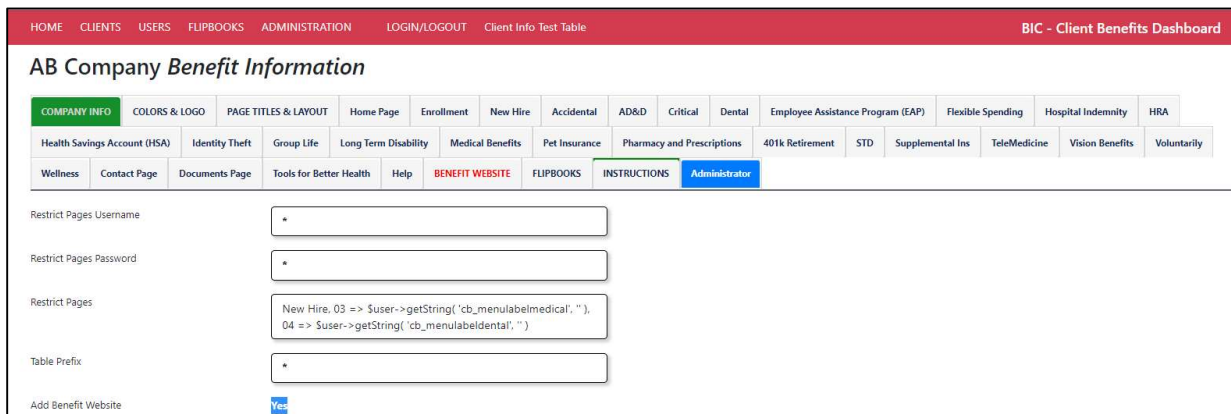 HOME CLIENTS USERS FLIPBOOKS ADMINISTRATION LOGIN/LOGOUT Client Info Test Table BIC - Client Benefits Dashboard
AB Company Benefit Information
COMPANY INFO COLORS & LOGO PAGE TITLES & LAYOUT Home Page Enrollment New Hire Accidental AD&D Critical Dental Employee Assistance Program (EAP) Flexible Spending Hospital Indemnity HRA
Health Savings Account (HSA) Identity Theft Group Life Long Term Disability Medical Benefits Pet Insurance Pharmacy and Prescriptions 401k Retirement STD Supplemental Ins TeleMedicine Vision Benefits Voluntarily
Wellness Contact Page Documents Page Tools for Better Health Help BENEFIT WEBSITE FLIPBOOKS INSTRUCTIONS Administrator
Restrict Pages Username *
Restrict Pages Password *
Restrict Pages New Hire, 03 => $user->getString( 'cb_menulabelmedical', '' ),
04 => $user->getString( 'cb_menulabeldental', '' )
Table Prefix *
Add Benefit Website Yes